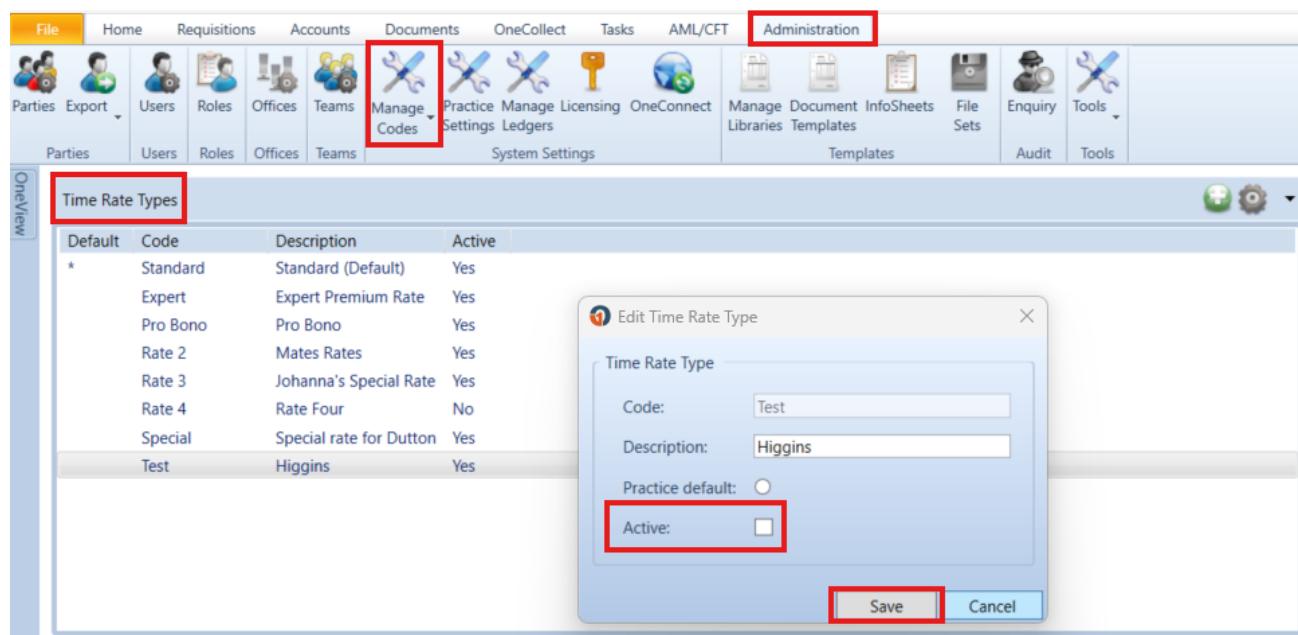 File Home Requisitions Accounts Documents OneCollect Tasks AML/CFT Administration
Parties Export Users Roles Offices Teams Manage Codes Practice Settings Manage Ledgers Licensing OneConnect Manage Libraries Document Templates InfoSheets File Sets Enquiry Tools
Parties Users Roles Offices Teams System Settings Templates Audit Tools
OneView
Time Rate Types
Default Code Description Active
* Standard Standard (Default) Yes
Expert Expert Premium Rate Yes
Pro Bono Pro Bono Yes
Rate 2 Mates Rates Yes
Rate 3 Johanna's Special Rate Yes
Rate 4 Rate Four No
Special Special rate for Dutton Yes
Test Higgins Yes
Edit Time Rate Type
Time Rate Type
Code: Test
Description: Higgins
Practice default:
Active:
Save Cancel